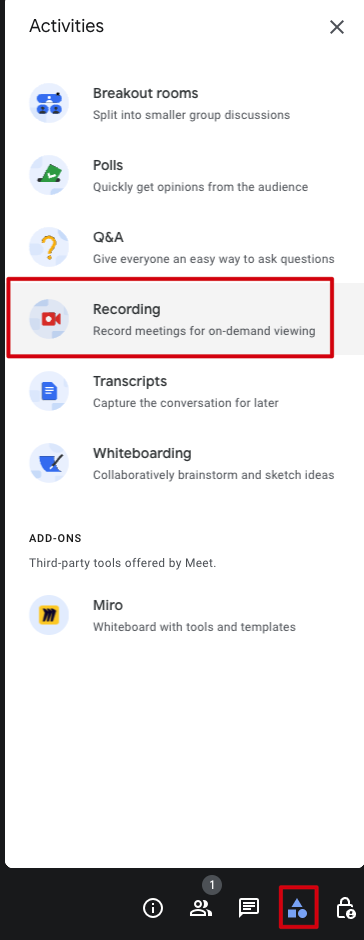 Activities
Breakout rooms
Split into smaller group discussions
Polls
Quickly get opinions from the audience
Q&A
Give everyone an easy way to ask questions
Recording
Record meetings for on-demand viewing
Transcripts
Capture the conversation for later
Whiteboarding
Collaboratively brainstorm and sketch ideas
ADD-ONS
Third-party tools offered by Meet.
Miro
Whiteboard with tools and templates
1